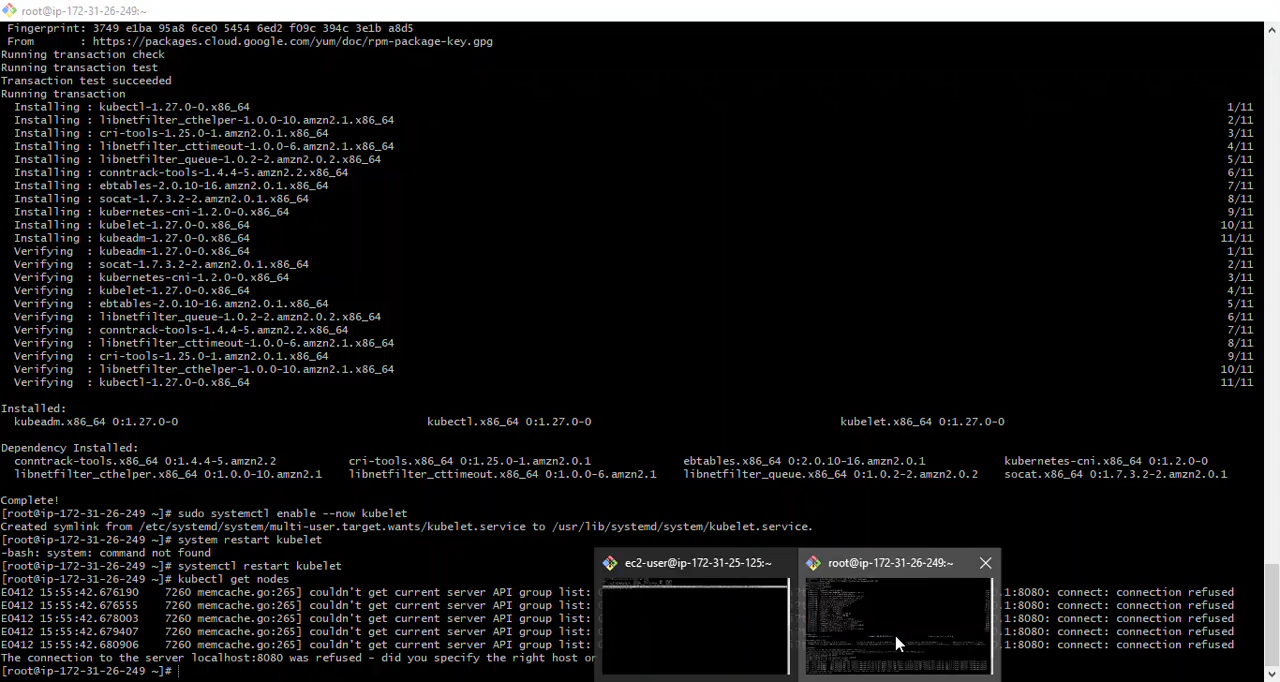 root@ip-172-31-26-249:~
Fingerprint: 3749 e1ba 95a8 6ce0 5454 6ed2 f09c 394c 3e1b a8d5
From       : https://packages.cloud.google.com/yum/doc/rpm-package-key.gpg
Running transaction check
Running transaction test
Transaction test succeeded
Running transaction
Installing : kubectl-1.27.0-0.x86_64 1/11
Installing : libnetfilter_cthelper-1.0.0-10.amzn2.1.x86_64 2/11
Installing : cri-tools-1.25.0-1.amzn2.0.1.x86_64 3/11
Installing : libnetfilter_cttimeout-1.0.0-6.amzn2.1.x86_64 4/11
Installing : libnetfilter_queue-1.0.2-2.amzn2.0.2.x86_64 5/11
Installing : conntrack-tools-1.4.4-5.amzn2.2.x86_64 6/11
Installing : ebtables-2.0.10-16.amzn2.0.1.x86_64 7/11
Installing : socat-1.7.3.2-2.amzn2.0.1.x86_64 8/11
Installing : kubernetes-cni-1.2.0-0.x86_64 9/11
Installing : kubelet-1.27.0-0.x86_64 10/11
Installing : kubeadm-1.27.0-0.x86_64 11/11
Verifying  : kubeadm-1.27.0-0.x86_64 1/11
Verifying  : socat-1.7.3.2-2.amzn2.0.1.x86_64 2/11
Verifying  : kubernetes-cni-1.2.0-0.x86_64 3/11
Verifying  : kubelet-1.27.0-0.x86_64 4/11
Verifying  : ebtables-2.0.10-16.amzn2.0.1.x86_64 5/11
Verifying  : libnetfilter_queue-1.0.2-2.amzn2.0.2.x86_64 6/11
Verifying  : conntrack-tools-1.4.4-5.amzn2.2.x86_64 7/11
Verifying  : libnetfilter_cttimeout-1.0.0-6.amzn2.1.x86_64 8/11
Verifying  : cri-tools-1.25.0-1.amzn2.0.1.x86_64 9/11
Verifying  : libnetfilter_cthelper-1.0.0-10.amzn2.1.x86_64 10/11
Verifying  : kubectl-1.27.0-0.x86_64 11/11
Installed:
kubeadm.x86_64 0:1.27.0-0 kubectl.x86_64 0:1.27.0-0 kubelet.x86_64 0:1.27.0-0
Dependency Installed:
conntrack-tools.x86_64 0:1.4.4-5.amzn2.2 cri-tools.x86_64 0:1.25.0-1.amzn2.0.1 ebtables.x86_64 0:2.0.10-16.amzn2.0.1 kubernetes-cni.x86_64 0:1.2.0-0
libnetfilter_cthelper.x86_64 0:1.0.0-10.amzn2.1 libnetfilter_cttimeout.x86_64 0:1.0.0-6.amzn2.1 libnetfilter_queue.x86_64 0:1.0.2-2.amzn2.0.2 socat.x86_64 0:1.7.3.2-2.amzn2.0.1
Complete!
[root@ip-172-31-26-249 ~]# sudo systemctl enable --now kubelet
Created symlink from /etc/systemd/system/multi-user.target.wants/kubelet.service to /usr/lib/systemd/system/kubelet.service.
[root@ip-172-31-26-249 ~]# system restart kubelet
-bash: system: command not found
[root@ip-172-31-26-249 ~]# systemctl restart kubelet
[root@ip-172-31-26-249 ~]# kubectl get nodes
E0412 15:55:42.676190    7260 memcache.go:265] couldn't get current server API group list: .1:8080: connect: connection refused
E0412 15:55:42.676555    7260 memcache.go:265] couldn't get current server API group list: .1:8080: connect: connection refused
E0412 15:55:42.678003    7260 memcache.go:265] couldn't get current server API group list: .1:8080: connect: connection refused
E0412 15:55:42.679407    7260 memcache.go:265] couldn't get current server API group list: .1:8080: connect: connection refused
E0412 15:55:42.680906    7260 memcache.go:265] couldn't get current server API group list: .1:8080: connect: connection refused
The connection to the server localhost:8080 was refused - did you specify the right host or
[root@ip-172-31-26-249 ~]#
ec2-user@ip-172-31-25-125:~
root@ip-172-31-26-249:~